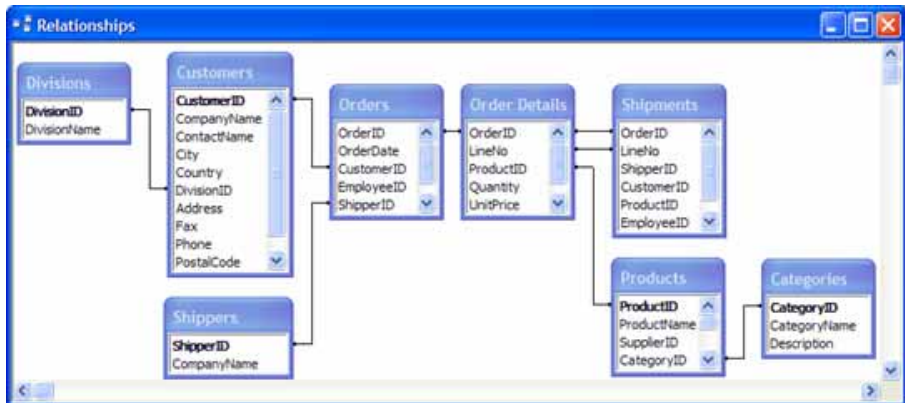 Relationships
Divisions
DivisionID
DivisionName
Customers
CustomerID
CompanyName
ContactName
City
Country
DivisionID
Address
Fax
Phone
PostalCode
Orders
OrderID
OrderDate
CustomerID
EmployeeID
ShipperID
Order Details
OrderID
LineNo
ProductID
Quantity
UnitPrice
Shipments
OrderID
LineNo
ShipperID
CustomerID
ProductID
EmployeeID
Shippers
ShipperID
CompanyName
Products
ProductID
ProductName
SupplierID
CategoryID
Categories
CategoryID
CategoryName
Description